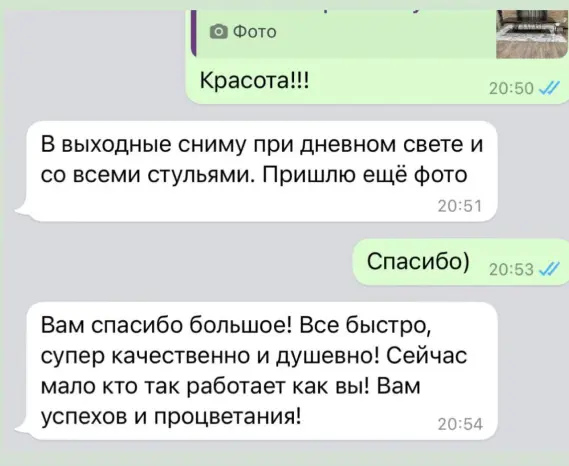 Фото
Красота!!!
20:50
В выходные сниму при дневном свете и
со всеми стульями. Пришлю ещё фото
20:51
Спасибо)
20:53
Вам спасибо большое! Все быстро,
супер качественно и душевно! Сейчас
мало кто так работает как вы! Вам
успехов и процветания!
20:54